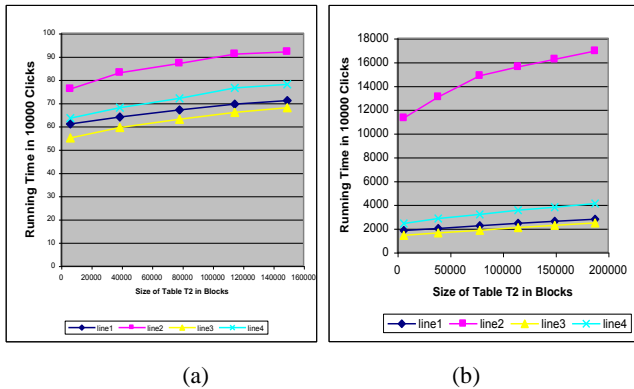 100
90
80
70
60
50
40
30
20
10
0
0 20000 40000 60000 80000 100000 120000 140000 160000
Running Time in 10000 Clicks
Size of Table T2 in Blocks
line1 line2 line3 line4
(a)
18000
16000
14000
12000
10000
8000
6000
4000
2000
0
0 50000 100000 150000 200000
Running Time in 10000 Clicks
Size of Table T2 in Blocks
line1 line2 line3 line4
(b)